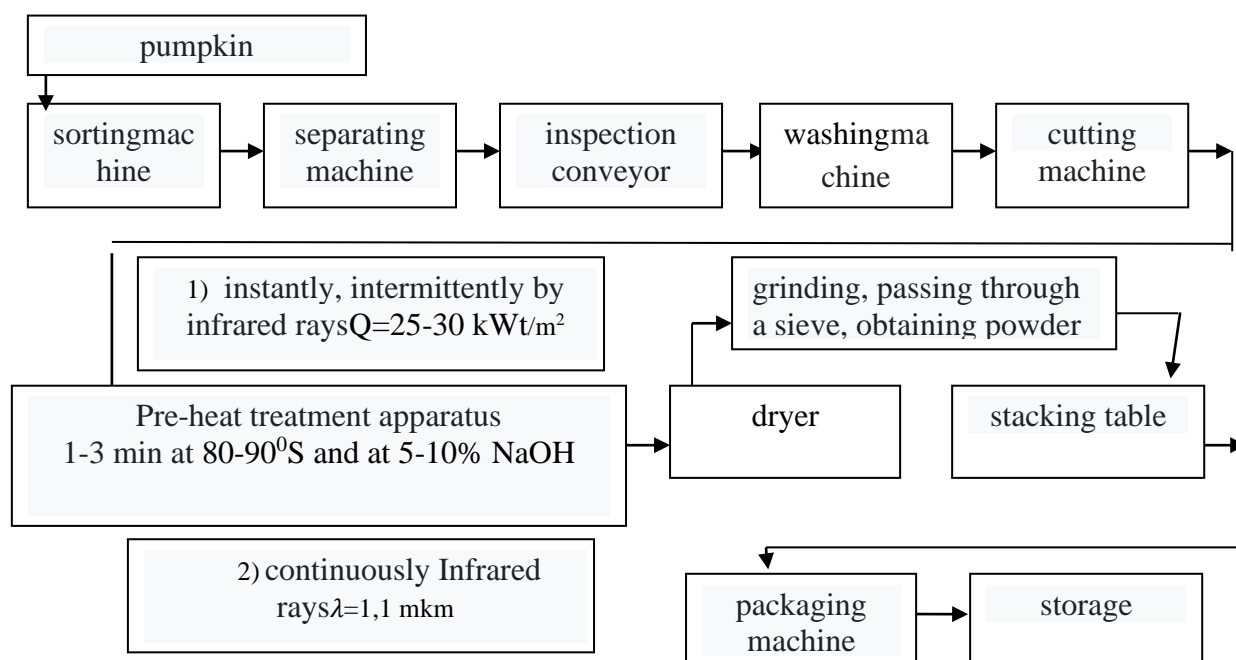 pumpkin
sortingmac
hine
separating
machine
inspection
conveyor
washingma
chine
cutting
machine
1) instantly, intermittently by
infrared raysQ=25-30 kWt/m²
grinding, passing through
a sieve, obtaining powder
Pre-heat treatment apparatus
1-3 min at 80-90⁰S and at 5-10% NaOH
dryer
stacking table
2) continuously Infrared
raysλ=1,1 mkm
packaging
machine
storage